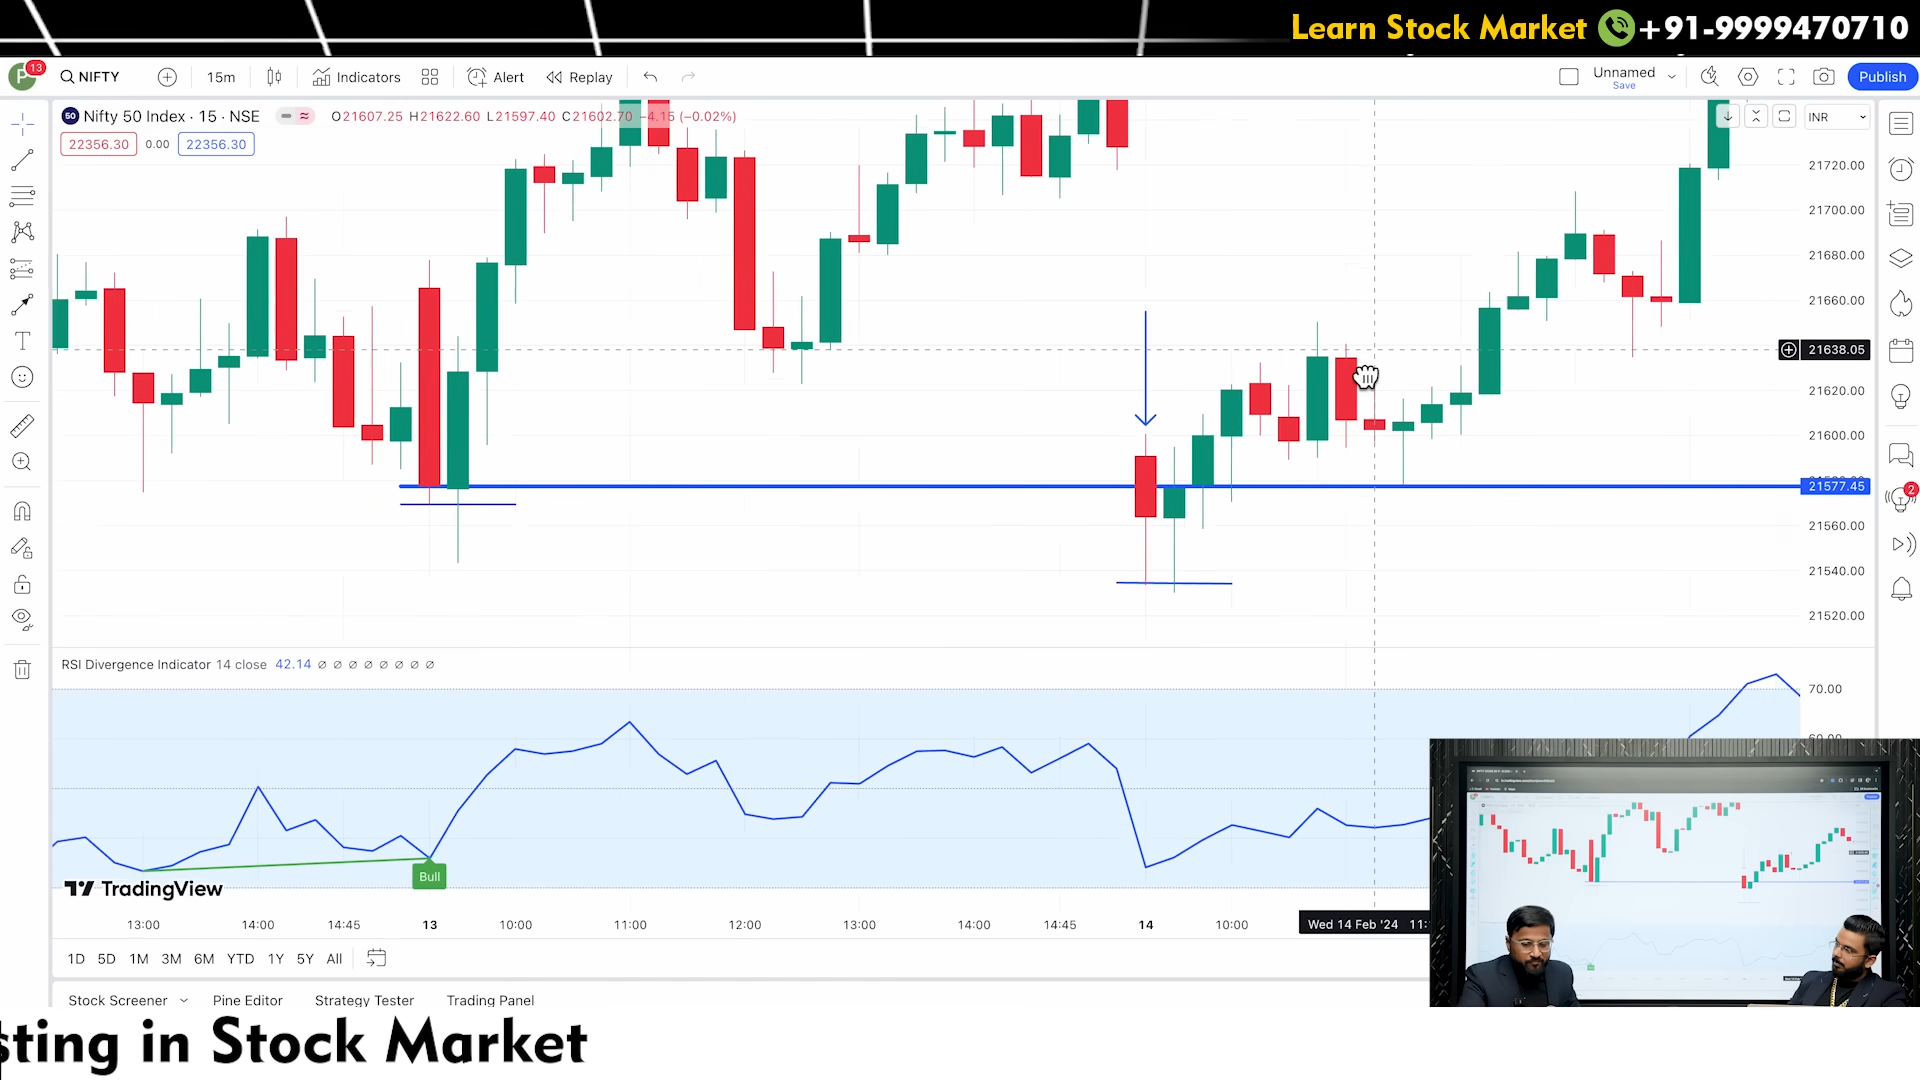 Learn Stock Market +91-9999470710
P 13 NIFTY 15m Indicators Alert Replay Unnamed Save Publish
50 Nifty 50 Index · 15 · NSE O21607.25 H21622.60 L21597.40 C21602.70 −4.15 (−0.02%) INR
22356.30 0.00 22356.30
21720.00
21700.00
21680.00
21660.00
21638.05
21620.00
21600.00
21577.45
2
21560.00
21540.00
21520.00
RSI Divergence Indicator 14 close 42.14 ∅ ∅ ∅ ∅ ∅ ∅ ∅ ∅
70.00
60.00
Bull
TradingView
13:00 14:00 14:45 13 10:00 11:00 12:00 13:00 14:00 14:45 14 10:00 Wed 14 Feb '24 11:
1D 5D 1M 3M 6M YTD 1Y 5Y All
Stock Screener Pine Editor Strategy Tester Trading Panel
sting in Stock Market